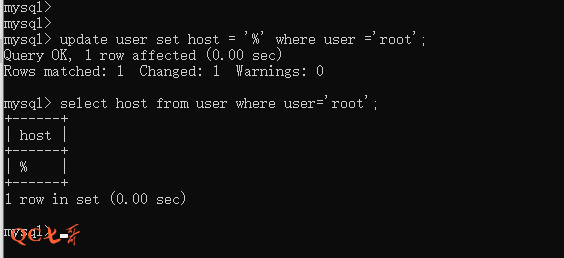 mysql>
mysql>
mysql> update user set host = '%' where user ='root';
Query OK, 1 row affected (0.00 sec)
Rows matched: 1  Changed: 1  Warnings: 0

mysql> select host from user where user='root';
+------+
| host |
+------+
| %    |
+------+
1 row in set (0.00 sec)

mysql>
QC七哥